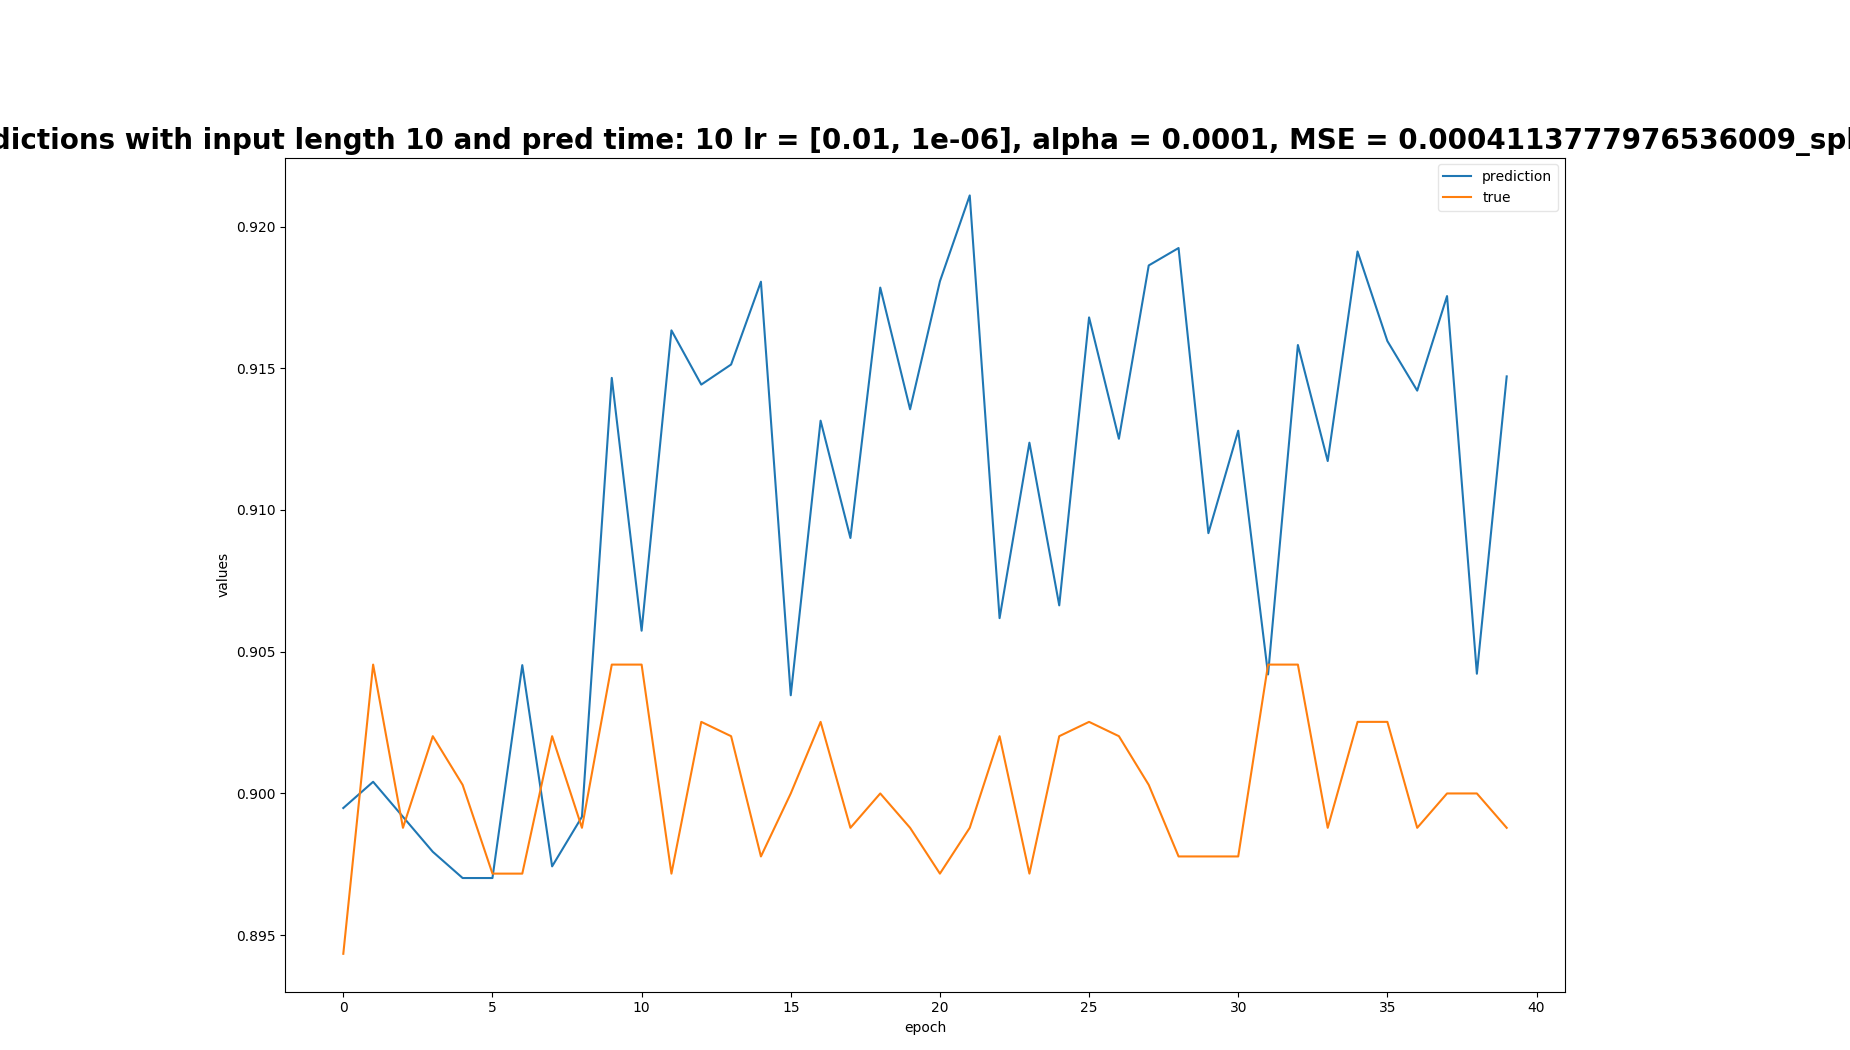 dictions with input length 10 and pred time: 10 lr = [0.01, 1e-06], alpha = 0.0001, MSE = 0.0004113777976536009_spl
prediction
true
0.920
0.915
0.910
0.905
0.900
0.895
values
0 5 10 15 20 25 30 35 40
epoch